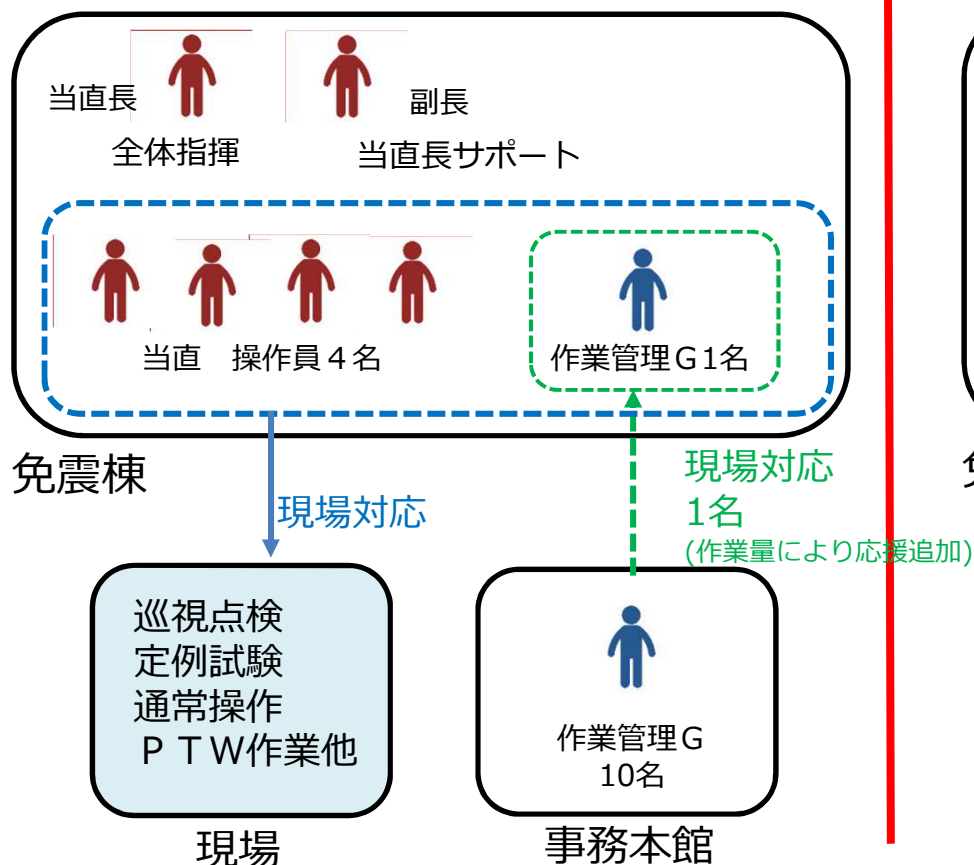 当直長
副長
全体指揮
当直長サポート
当直　操作員４名
作業管理Ｇ1名
免震棟
現場対応
現場対応
1名
(作業量により応援追加)
巡視点検
定例試験
通常操作
ＰＴＷ作業他
作業管理Ｇ
10名
現場
事務本館